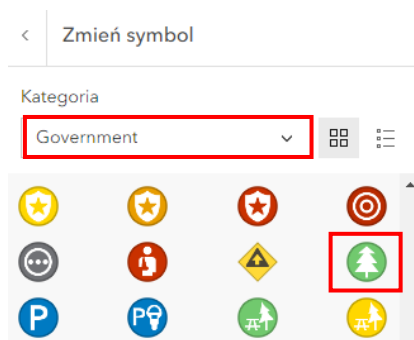 Zmień symbol
Kategoria
Government
P
P